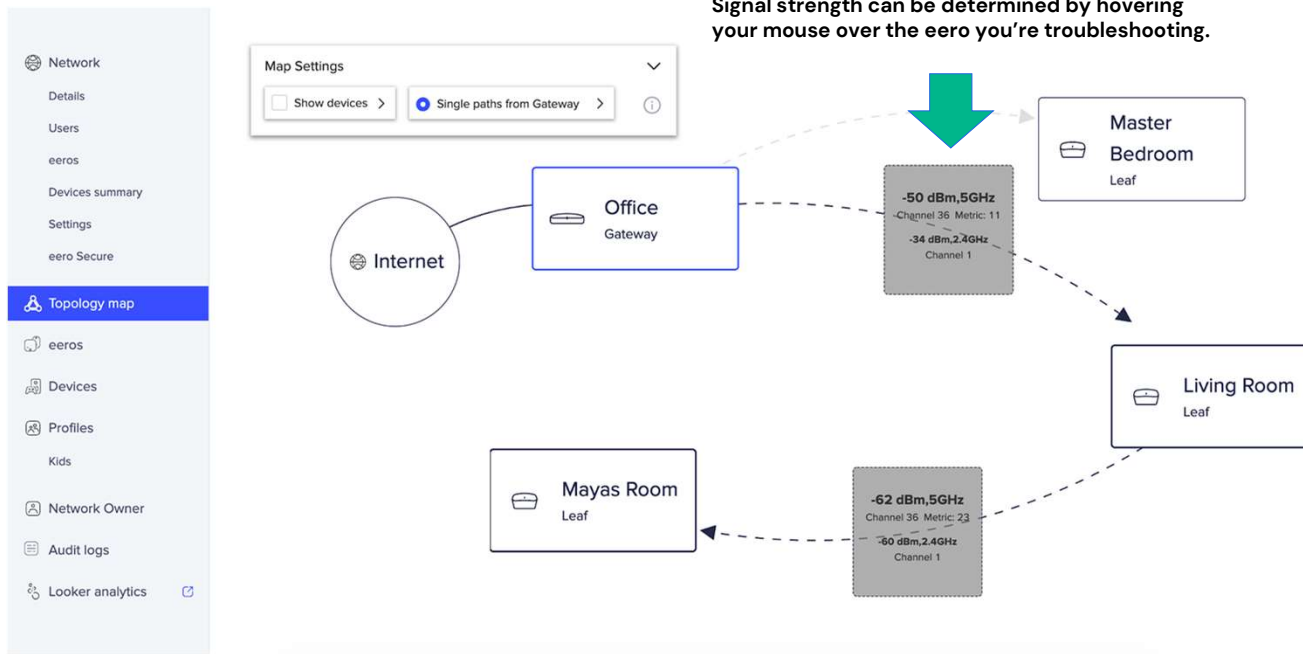 Signal strength can be determined by hovering
your mouse over the eero you're troubleshooting.
Network
Details
Users
eeros
Devices summary
Settings
eero Secure
Topology map
eeros
Devices
Profiles
Kids
Network Owner
Audit logs
Looker analytics
Map Settings
Show devices
Single paths from Gateway
Internet
Office
Gateway
Master
Bedroom
Leaf
-50 dBm,5GHz
Channel 36 Metric: 11
-34 dBm,2.4GHz
Channel 1
Living Room
Leaf
Mayas Room
Leaf
-62 dBm,5GHz
Channel 36 Metric: 23
-60 dBm,2.4GHz
Channel 1